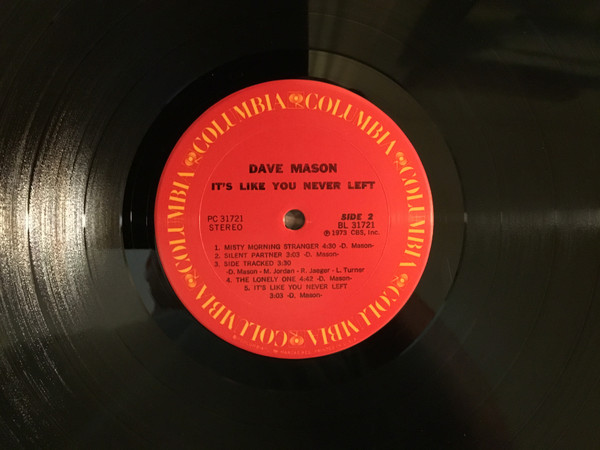 COLUMBIA COLUMBIA COLUMBIA COLUMBIA COLUMBIA COLUMBIA
DAVE MASON
IT'S LIKE YOU NEVER LEFT
PC 31721
STEREO
SIDE 2
BL 31721
℗ 1973 CBS, Inc.
1. MISTY MORNING STRANGER 4:30 -D. Mason-
2. SILENT PARTNER 3:03 -D. Mason-
3. SIDE TRACKED 3:30
-D. Mason - M. Jordan - R. Jaeger - L. Turner
4. THE LONELY ONE 4:42 -D. Mason-
5. IT'S LIKE YOU NEVER LEFT
3:03 -D. Mason-